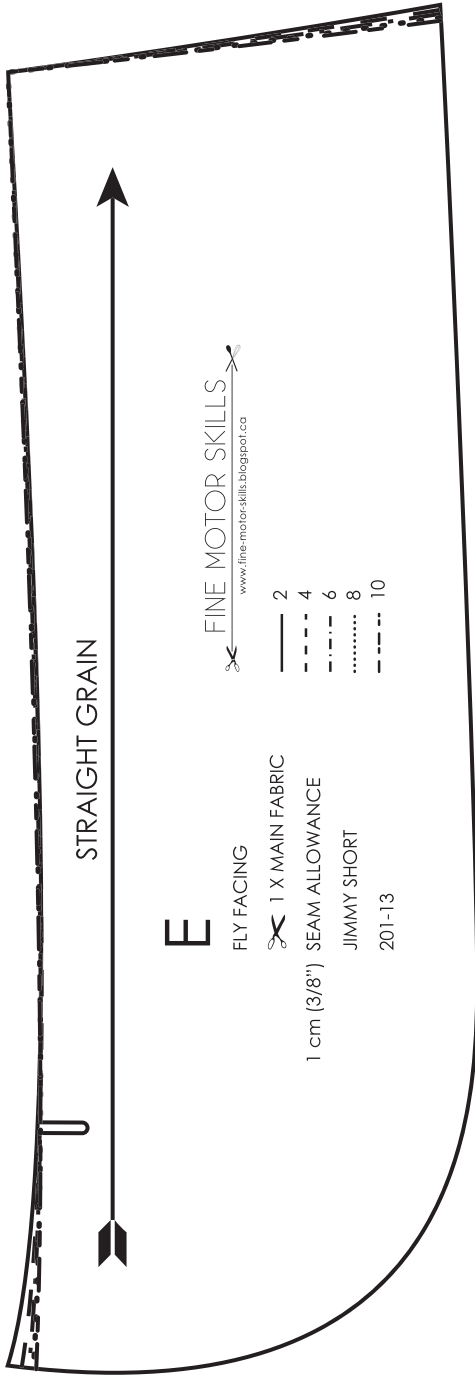 STRAIGHT GRAIN
E
FLY FACING
1 X MAIN FABRIC
1 cm (3/8") SEAM ALLOWANCE
JIMMY SHORT
201-13
FINE MOTOR SKILLS
www.fine-motor-skills.blogspot.ca
2
4
6
8
10